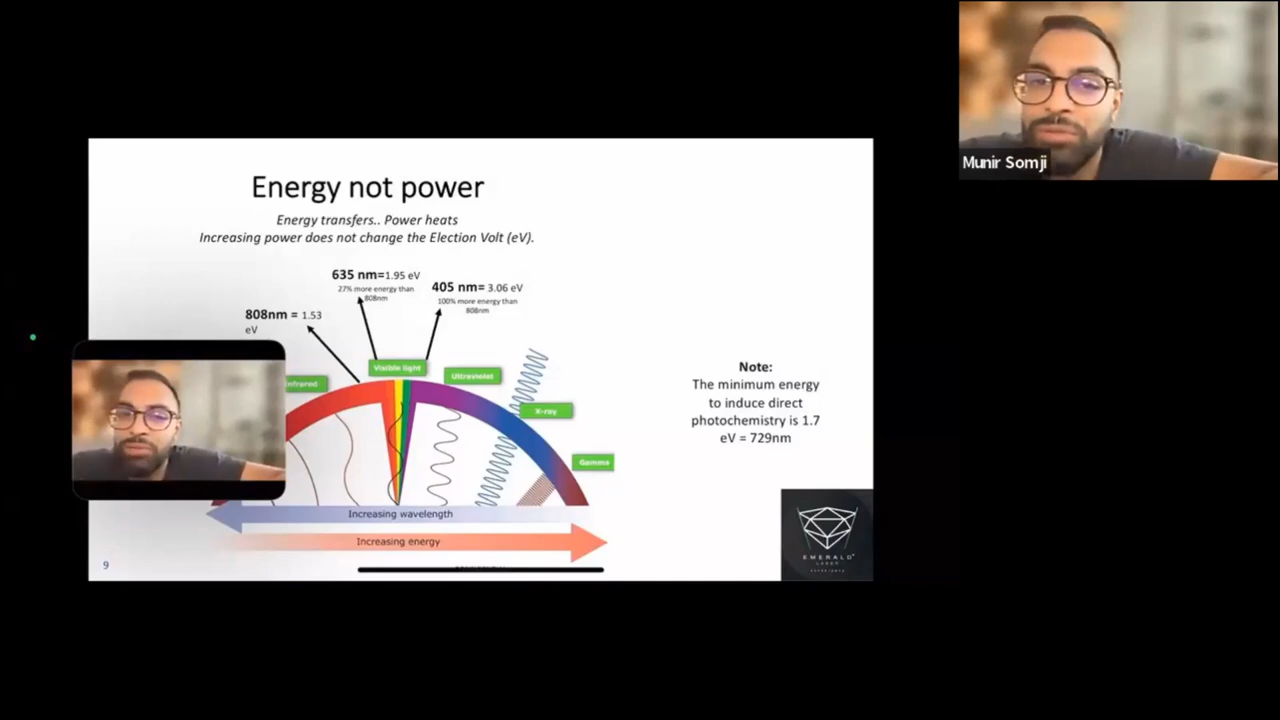 Munir Somji
Energy not power
Energy transfers.. Power heats
Increasing power does not change the Election Volt (eV).
635 nm=1.95 eV
27% more energy than
808nm
405 nm= 3.06 eV
100% more energy than
808nm
808nm = 1.53
eV
Visible light
Infrared
Ultraviolet
X-ray
Gamma
Note:
The minimum energy
to induce direct
photochemistry is 1.7
eV = 729nm
Increasing wavelength
Increasing energy
9
EMERALD
LASER